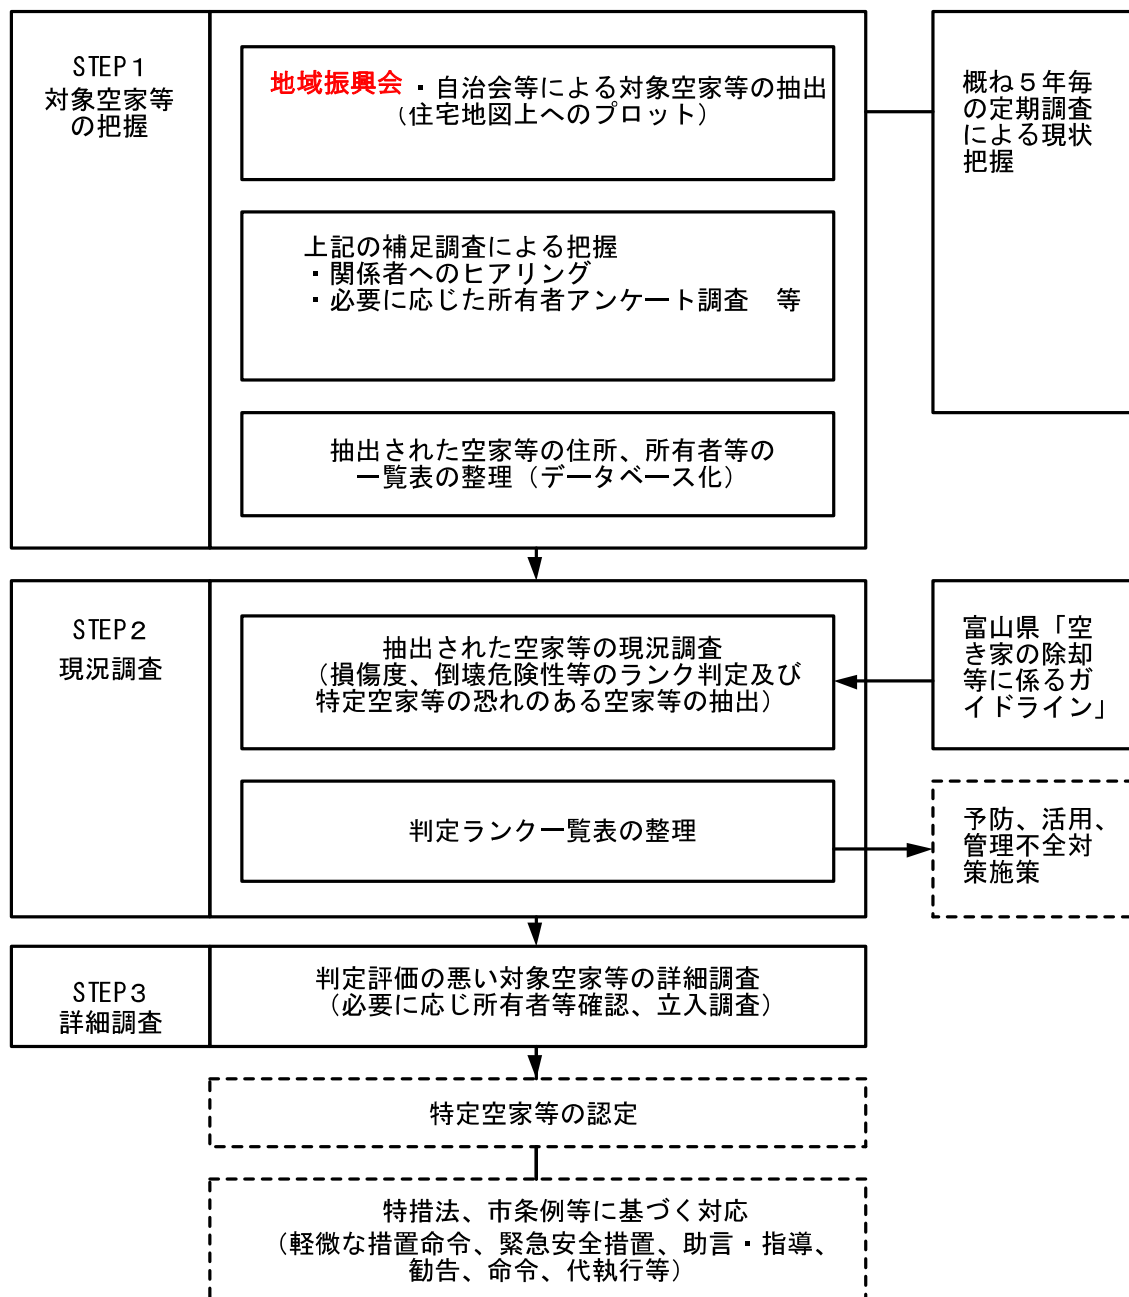 STEP1
対象空家等
の把握
地域振興会・自治会等による対象空家等の抽出
(住宅地図上へのプロット)
上記の補足調査による把握
・関係者へのヒアリング
・必要に応じた所有者アンケート調査　等
抽出された空家等の住所、所有者等の
一覧表の整理(データベース化)
概ね５年毎
の定期調査
による現状
把握
STEP2
現況調査
抽出された空家等の現況調査
(損傷度、倒壊危険性等のランク判定及び
特定空家等の恐れのある空家等の抽出)
判定ランク一覧表の整理
富山県「空
き家の除却
等に係るガ
イドライン」
予防、活用、
管理不全対
策施策
STEP3
詳細調査
判定評価の悪い対象空家等の詳細調査
(必要に応じ所有者等確認、立入調査)
特定空家等の認定
特措法、市条例等に基づく対応
(軽微な措置命令、緊急安全措置、助言・指導、
勧告、命令、代執行等)